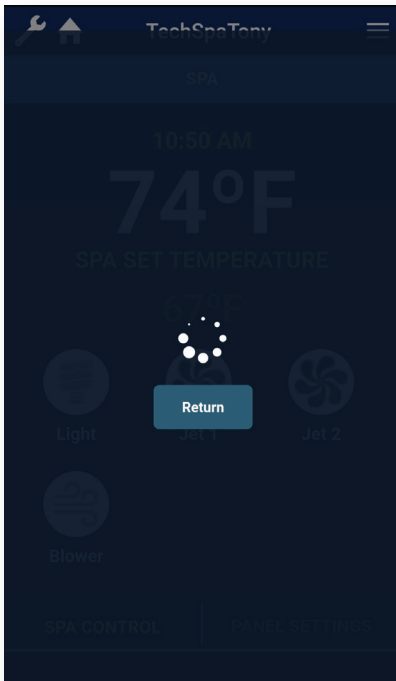 TechSpaTony
SPA
10:50 AM
74°F
SPA SET TEMPERATURE
67°F
Return
Light
Jet 1
Jet 2
Blower
SPA CONTROL
PANEL SETTINGS